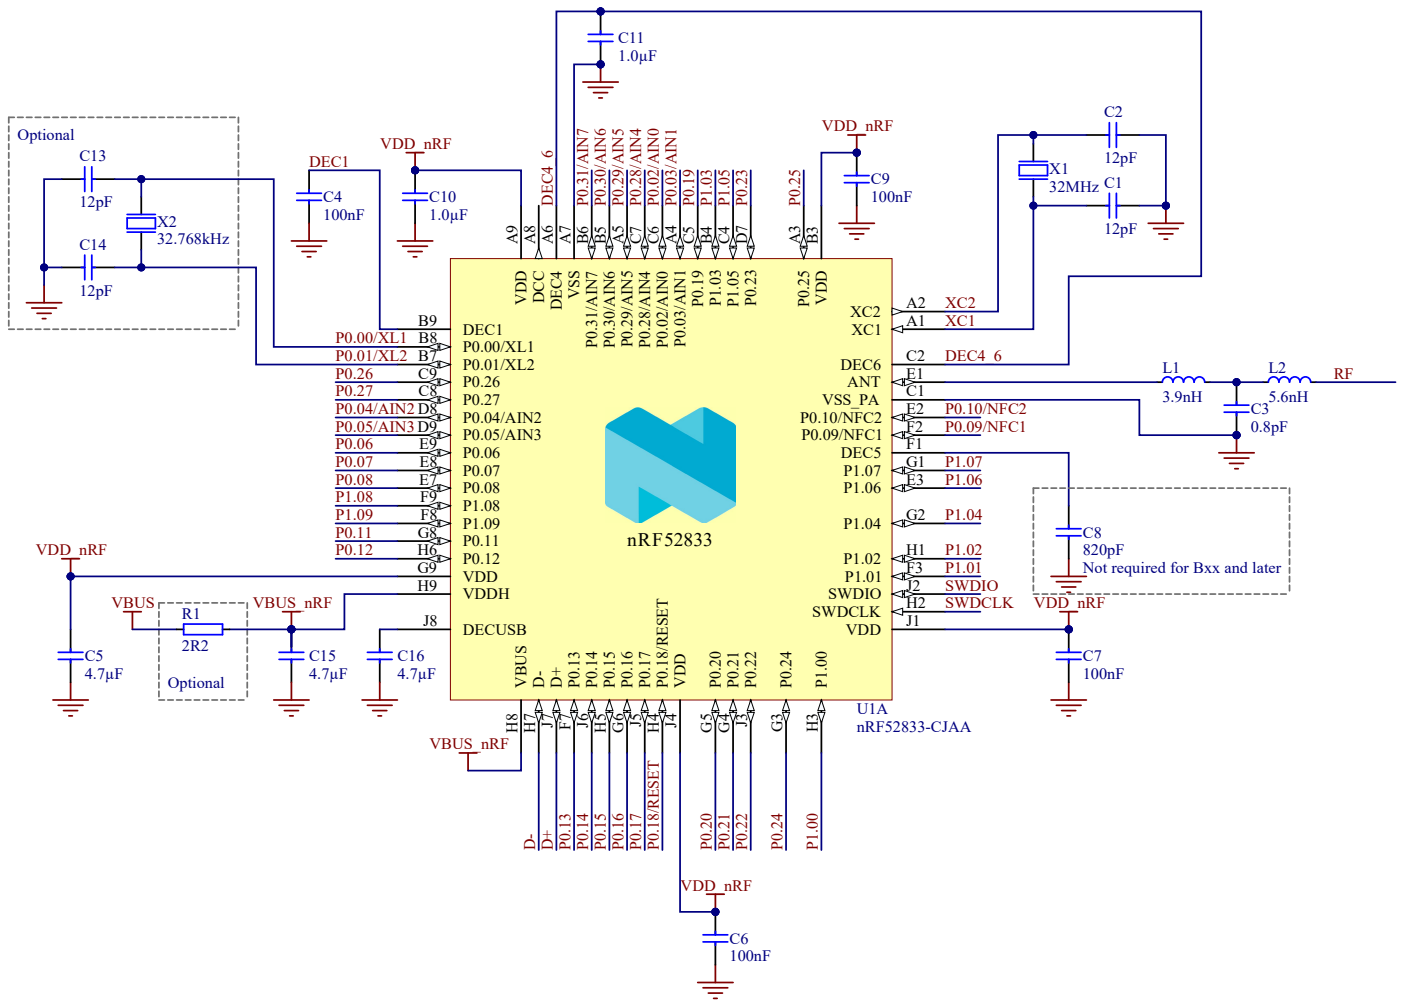 C11
1.0µF
Optional
C13
12pF
X2
32.768kHz
C14
12pF
DEC1
C4
100nF
VDD_nRF
C10
1.0µF
DEC4_6
P0.31/AIN7
P0.30/AIN6
P0.29/AIN5
P0.28/AIN4
P0.02/AIN0
P0.03/AIN1
P0.19
P1.03
P1.05
P0.23
P0.25
VDD_nRF
C9
100nF
C2
12pF
X1
32MHz
C1
12pF
A9
A8
A6
A7
B6
B5
A5
C7
C6
A4
C5
B4
C4
D7
A3
B3
VDD
DCC
DEC4
VSS
P0.31/AIN7
P0.30/AIN6
P0.29/AIN5
P0.28/AIN4
P0.02/AIN0
P0.03/AIN1
P0.19
P1.03
P1.05
P0.23
P0.25
VDD
B9 DEC1
P0.00/XL1 B8 P0.00/XL1
P0.01/XL2 B7 P0.01/XL2
P0.26 C9 P0.26
P0.27 C8 P0.27
P0.04/AIN2 D8 P0.04/AIN2
P0.05/AIN3 D9 P0.05/AIN3
P0.06 E9 P0.06
P0.07 E8 P0.07
P0.08 E7 P0.08
P1.08 F9 P1.08
P1.09 F8 P1.09
P0.11 G8 P0.11
P0.12 H6 P0.12
G9 VDD
H9 VDDH
J8 DECUSB
XC2 A2 XC2
XC1 A1 XC1
DEC6 C2 DEC4_6
ANT E1
VSS_PA C1
P0.10/NFC2 E2 P0.10/NFC2
P0.09/NFC1 F2 P0.09/NFC1
DEC5 F1
P1.07 G1 P1.07
P1.06 E3 P1.06
P1.04 G2 P1.04
P1.02 H1 P1.02
P1.01 F3 P1.01
SWDIO J2 SWDIO
SWDCLK H2 SWDCLK
VDD J1
L1
3.9nH
L2
5.6nH
RF
C3
0.8pF
C8
820pF
Not required for Bxx and later
VDD_nRF
C7
100nF
nRF52833
VDD_nRF
C5
4.7µF
VBUS
R1
2R2
Optional
VBUS_nRF
C15
4.7µF
C16
4.7µF
VBUS
D-
D+
P0.13
P0.14
P0.15
P0.16
P0.17
P0.18/RESET
VDD
P0.20
P0.21
P0.22
P0.24
P1.00
U1A
nRF52833-CJAA
H8
H7
J7
F7
J6
H5
G6
J5
H4
J4
G5
G4
J3
G3
H3
VBUS_nRF
D-
D+
P0.13
P0.14
P0.15
P0.16
P0.17
P0.18/RESET
P0.20
P0.21
P0.22
P0.24
P1.00
VDD_nRF
C6
100nF